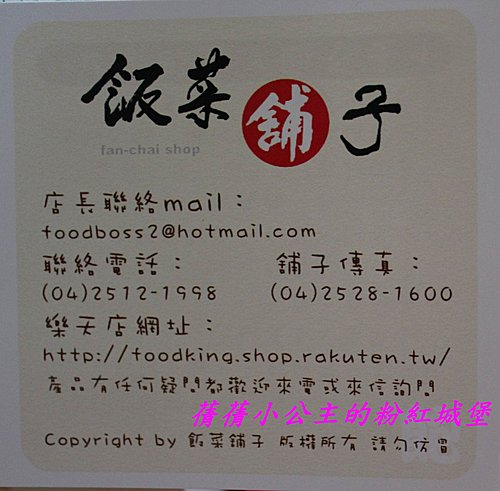 飯菜舖子
fan-chai shop
店長聯絡mail：
foodboss2@hotmail.com
聯絡電話： 舖子傳真：
(04)2512-1998 (04)2528-1600
樂天店網址：
http://foodking.shop.rakuten.tw/
產品有任何疑問都歡迎來電或來信詢問
蒨蒨小公主的粉紅城堡
Copyright by 飯菜舖子 版權所有 請勿仿冒